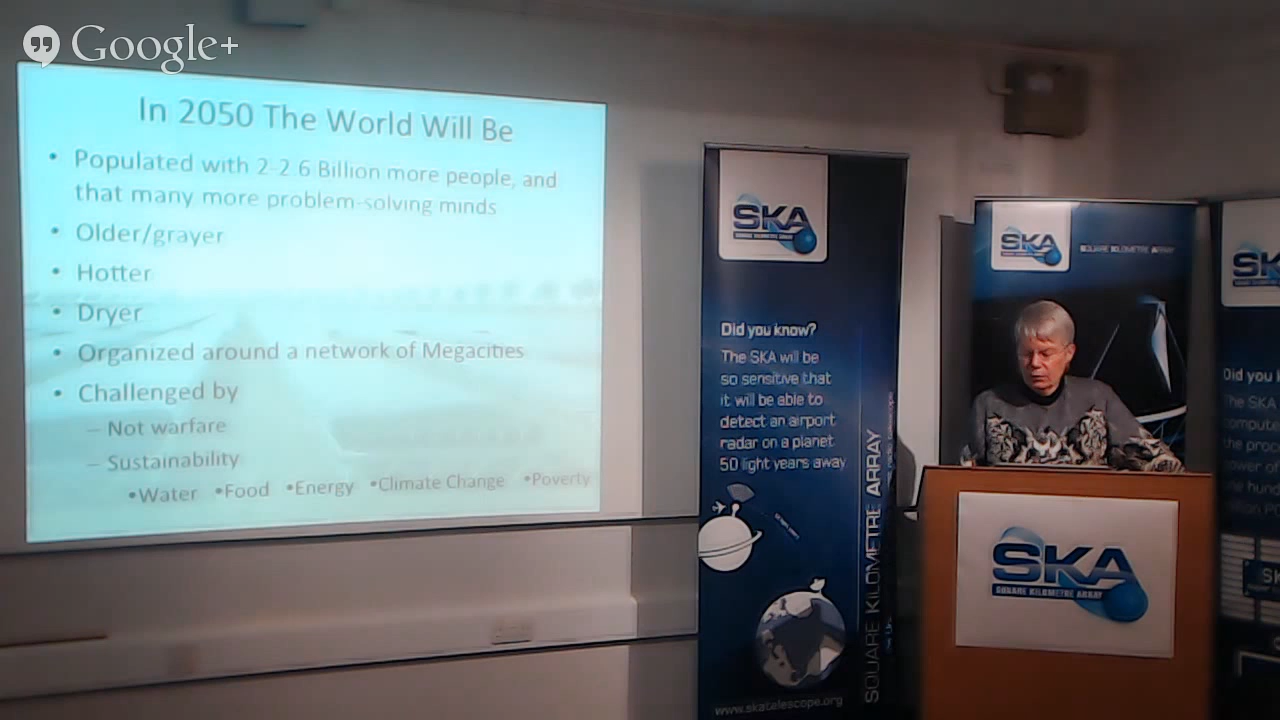 Google+
In 2050 The World Will Be
• Populated with 2-2.6 Billion more people, and
that many more problem-solving minds
• Older/grayer
• Hotter
• Dryer
• Organized around a network of Megacities
• Challenged by
– Not warfare
– Sustainability
•Water •Food •Energy •Climate Change •Poverty
SKA
SQUARE KILOMETRE ARRAY
Did you know?
The SKA will be
so sensitive that
it will be able to
detect an airport
radar on a planet
50 light years away
SQUARE KILOMETRE ARRAY
www.skatelescope.org
SKA
SQUARE KILOMETRE ARRAY
SKA
SQUARE KILOMETRE ARRAY
SK
Did you
The SKA